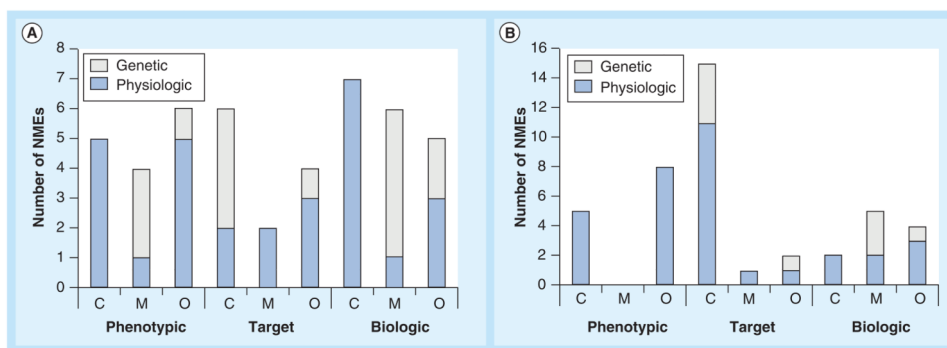 A
8
7
6
5
4
3
2
1
0
Number of NMEs
Genetic
Physiologic
C M O C M O C M O
Phenotypic Target Biologic
B
16
14
12
10
8
6
4
2
0
Number of NMEs
Genetic
Physiologic
C M O C M O C M O
Phenotypic Target Biologic